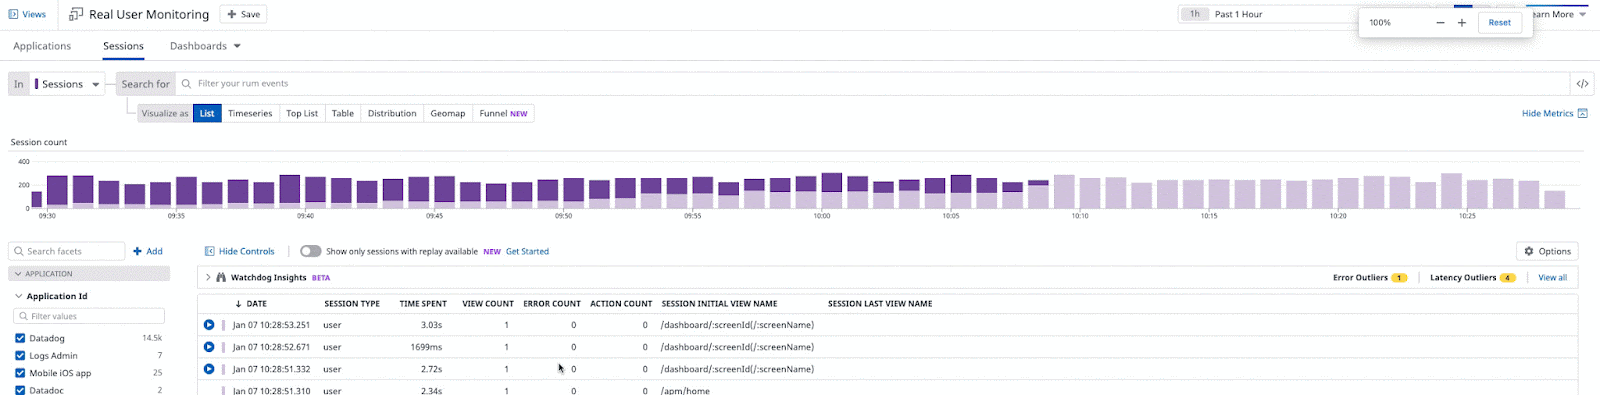 Views Real User Monitoring + Save 1h Past 1 Hour earn More
100% − + Reset
Applications Sessions Dashboards
In Sessions Search for Filter your rum events </>
Visualize as List Timeseries Top List Table Distribution Geomap Funnel NEW Hide Metrics
Session count
400
200
0
09:30 09:35 09:40 09:45 09:50 09:55 10:00 10:05 10:10 10:15 10:20 10:25
Search facets + Add Hide Controls Show only sessions with replay available NEW Get Started Options
APPLICATION Watchdog Insights BETA Error Outliers 1 Latency Outliers 4 View all
Application Id
Filter values
Datadog 14.5k
Logs Admin 7
Mobile iOS app 25
Datadoc 2
↓ DATE SESSION TYPE TIME SPENT VIEW COUNT ERROR COUNT ACTION COUNT SESSION INITIAL VIEW NAME SESSION LAST VIEW NAME
Jan 07 10:28:53.251 user 3.03s 1 0 0 /dashboard/:screenId(/:screenName)
Jan 07 10:28:52.671 user 1699ms 1 0 0 /dashboard/:screenId(/:screenName)
Jan 07 10:28:51.332 user 2.72s 1 0 0 /dashboard/:screenId(/:screenName)
Jan 07 10:28:51.310 user 2.34s 1 0 0 /apm/home